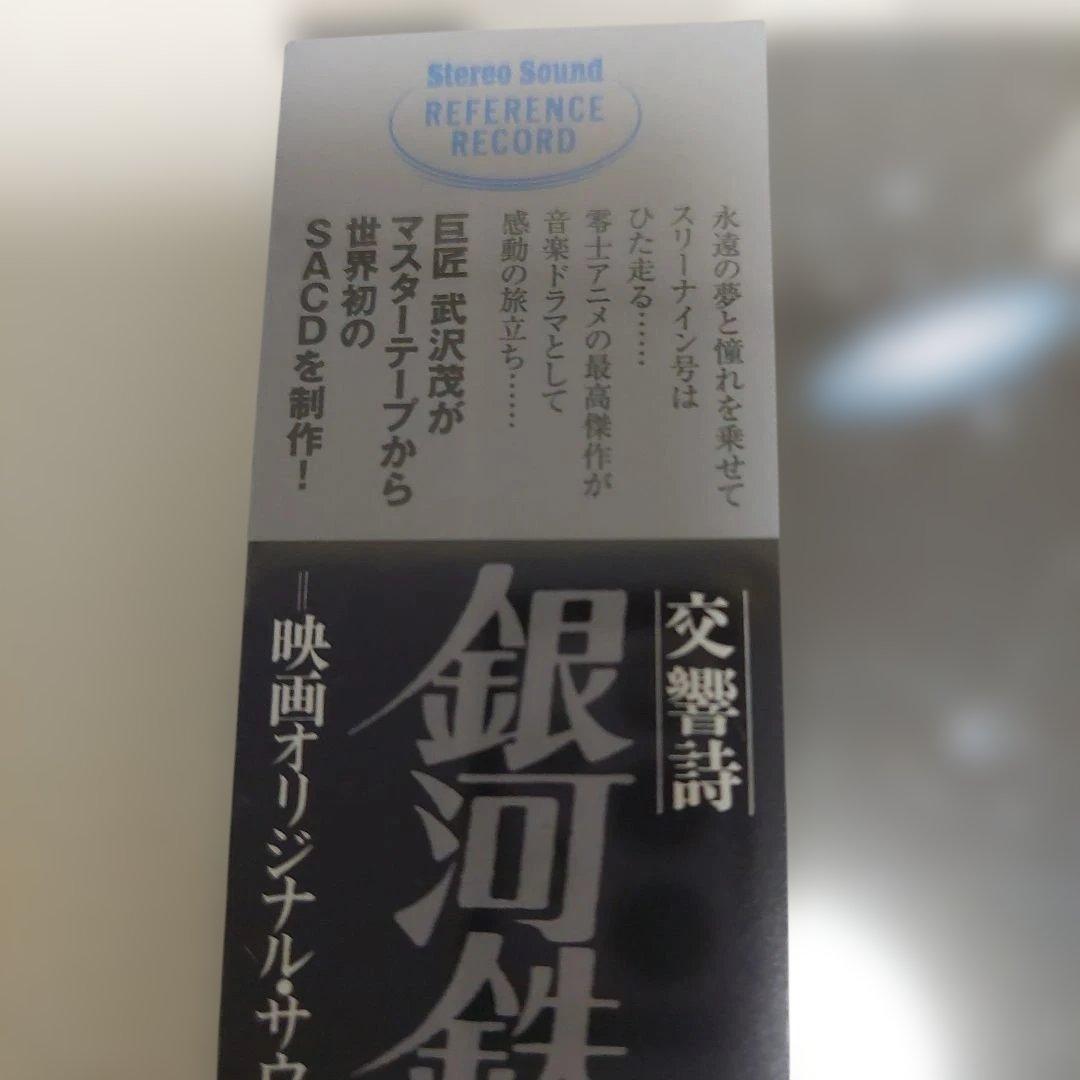 Stereo Sound
REFERENCE
RECORD
永遠の夢と憧れを乗せて
スリーナイン号は
ひた走る……
零士アニメの最高傑作が
音楽ドラマとして
感動の旅立ち……
巨匠 武沢茂が
マスターテープから
世界初の
SACDを制作!
交響詩
銀河鉄
=映画オリジナル・サウ